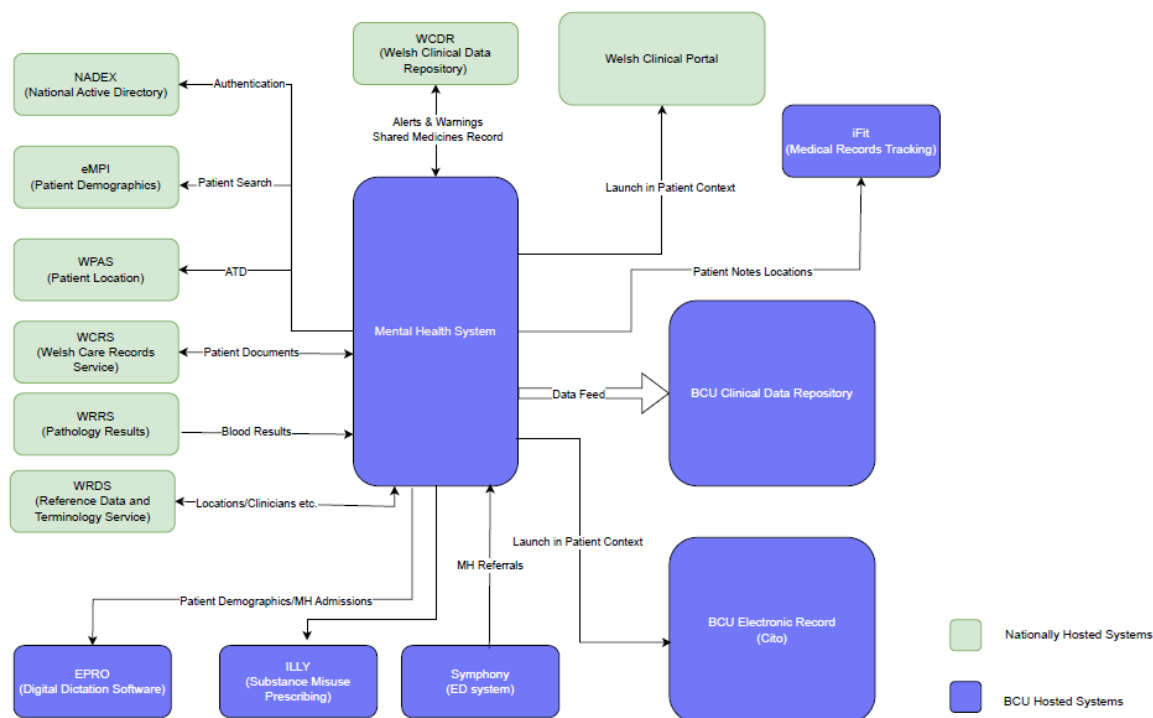 WCDR
(Welsh Clinical Data
Repository)
Welsh Clinical Portal
NADEX
(National Active Directory)
Authentication
Alerts & Warnings
Shared Medicines Record
iFit
(Medical Records Tracking)
eMPI
(Patient Demographics)
Patient Search
Launch in Patient Context
WPAS
(Patient Location)
ATD
Patient Notes Locations
Mental Health System
WCRS
(Welsh Care Records
Service)
Patient Documents
Data Feed
BCU Clinical Data Repository
WRRS
(Pathology Results)
Blood Results
WRDS
(Reference Data and
Terminology Service)
Locations/Clinicians etc.
Launch in Patient Context
MH Referrals
Patient Demographics/MH Admissions
BCU Electronic Record
(Cito)
Nationally Hosted Systems
EPRO
(Digital Dictation Software)
ILLY
(Substance Misuse
Prescribing)
Symphony
(ED system)
BCU Hosted Systems